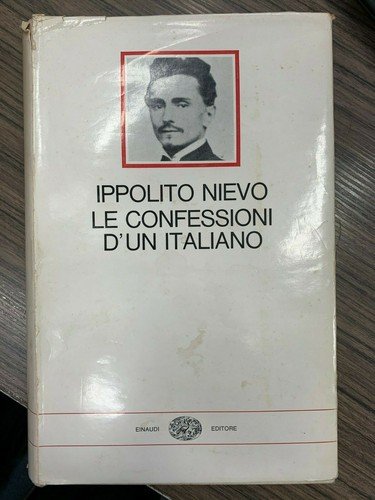 IPPOLITO NIEVO
LE CONFESSIONI
D'UN ITALIANO
EINAUDI EDITORE